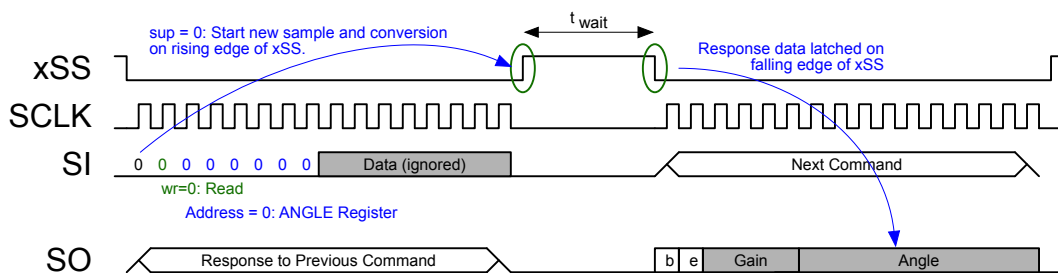 sup = 0: Start new sample and conversion
on rising edge of xSS.
t wait
Response data latched on
falling edge of xSS
xSS
SCLK
SI
0 0 0 0 0 0 0 0
Data (ignored)
Next Command
wr=0: Read
Address = 0: ANGLE Register
SO
Response to Previous Command
b e Gain Angle